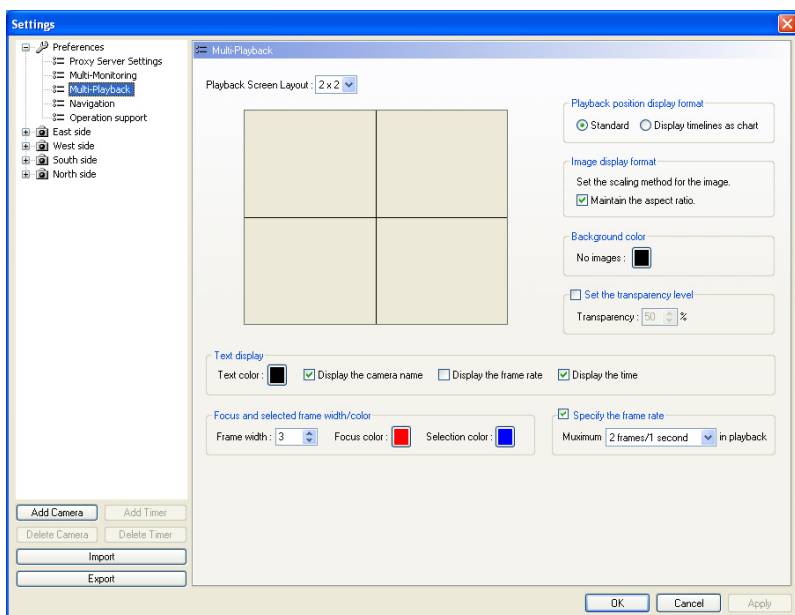 Settings
Preferences
Proxy Server Settings
Multi-Monitoring
Multi-Playback
Navigation
Operation support
East side
West side
South side
North side
Add Camera
Add Timer
Delete Camera
Delete Timer
Import
Export
Multi-Playback
Playback Screen Layout : 2 x 2
Playback position display format
Standard Display timelines as chart
Image display format
Set the scaling method for the image.
Maintain the aspect ratio.
Background color
No images :
Set the transparency level
Transparency : 50 %
Text display
Text color : Display the camera name Display the frame rate Display the time
Focus and selected frame width/color
Frame width : 3 Focus color : Selection color :
Specify the frame rate
Muximum 2 frames/1 second in playback
OK Cancel Apply